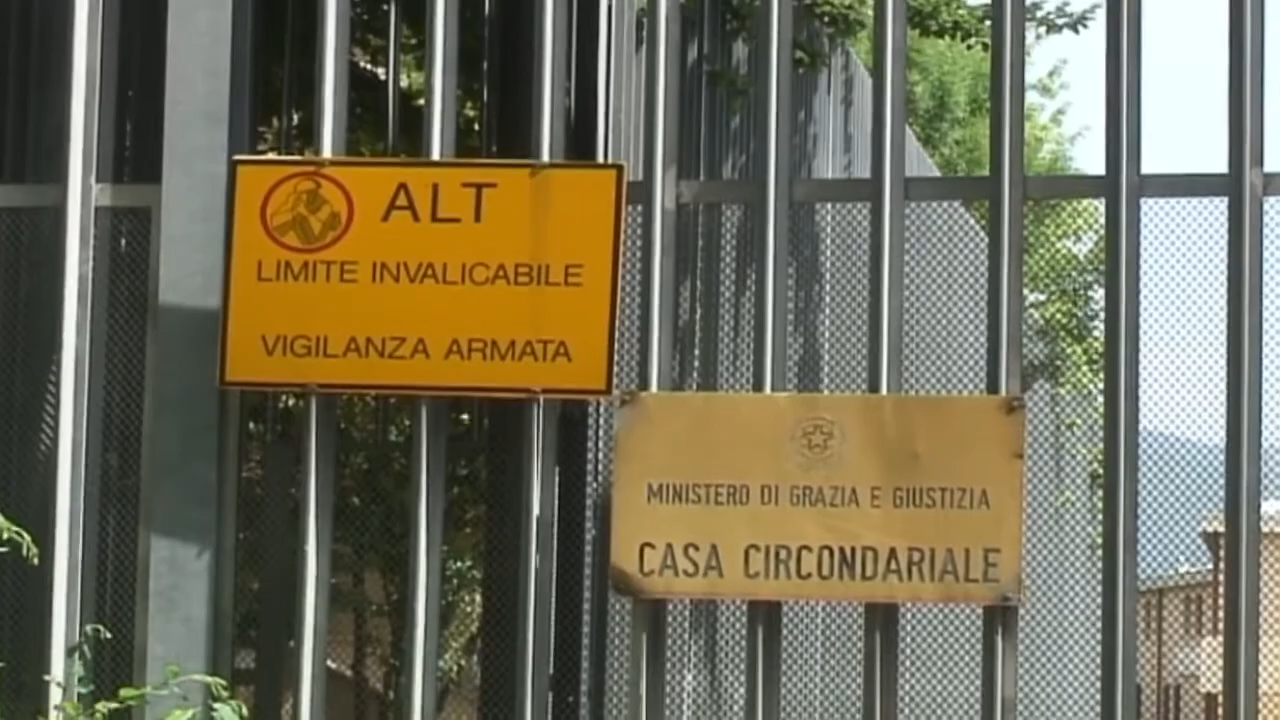 ALT
LIMITE INVALICABILE
VIGILANZA ARMATA
MINISTERO DI GRAZIA E GIUSTIZIA
CASA CIRCONDARIALE